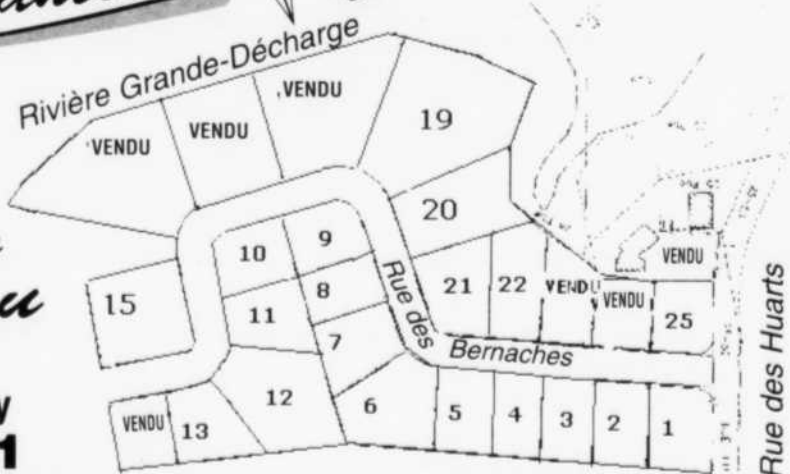 Rivière Grande-Décharge
VENDU
VENDU
VENDU
19
20
10
9
15
11
8
21
22
VENDU
VENDU
VENDU
25
7
Rue des
Bernaches
Rue des Huarts
VENDU
13
12
6
5
4
3
2
1